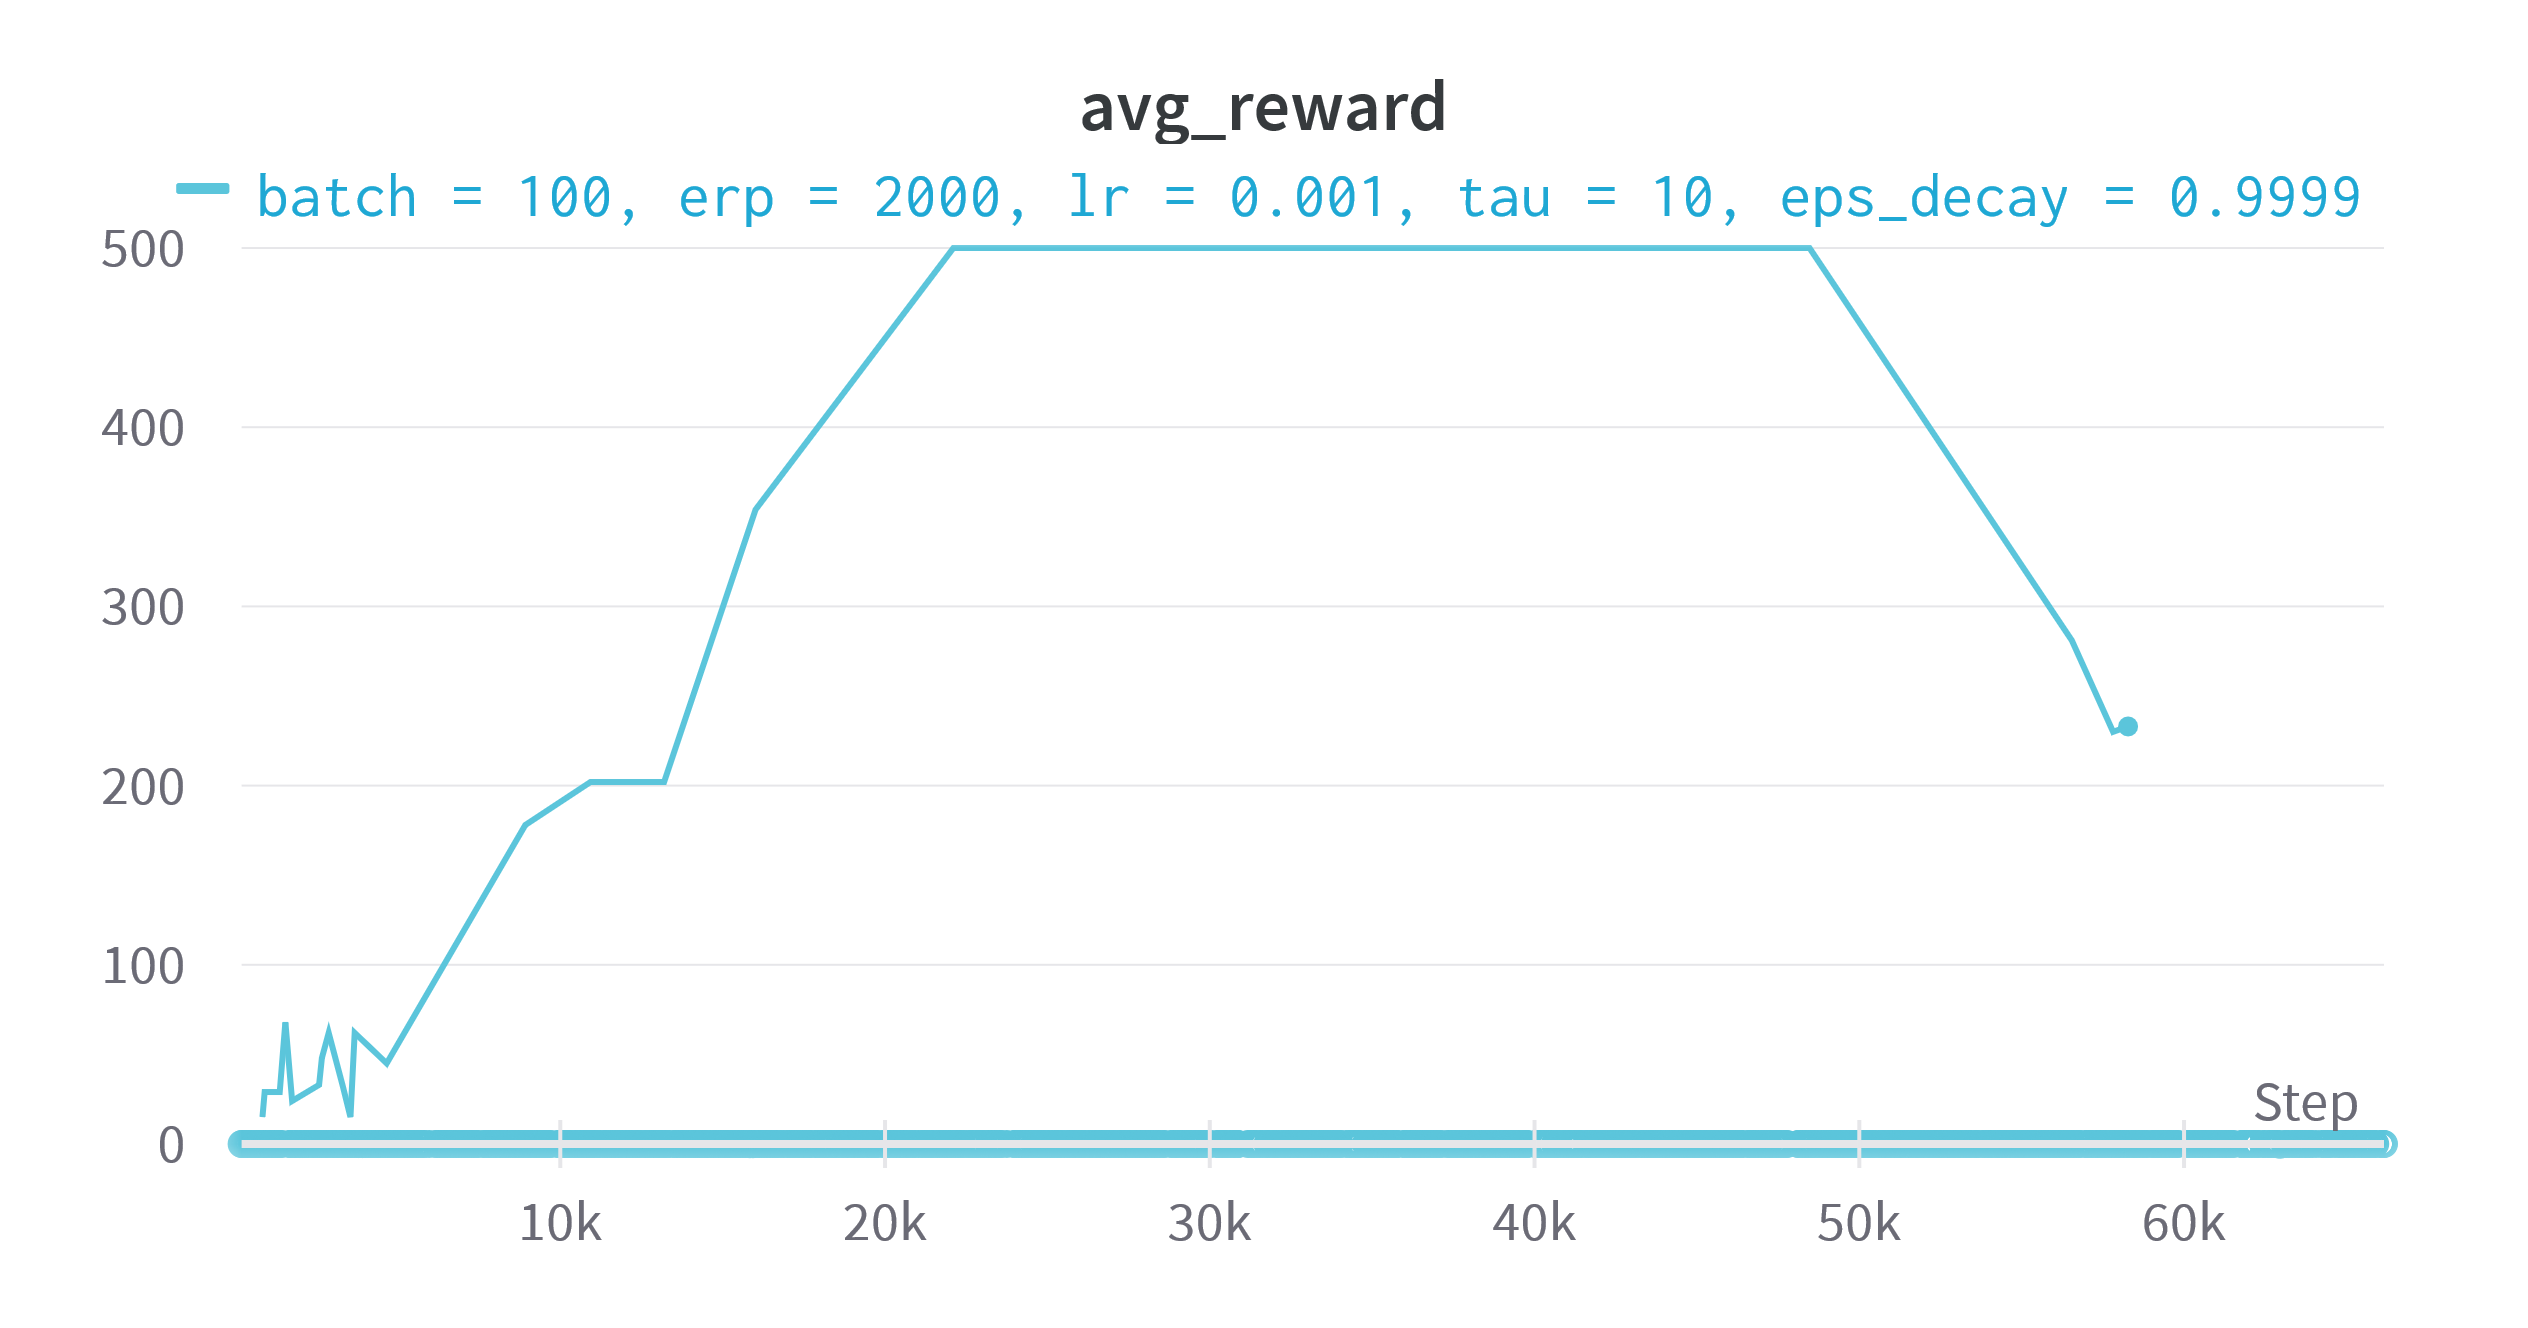 avg_reward
batch = 100, erp = 2000, lr = 0.001, tau = 10, eps_decay = 0.9999
500
400
300
200
100
0
Step
10k 20k 30k 40k 50k 60k